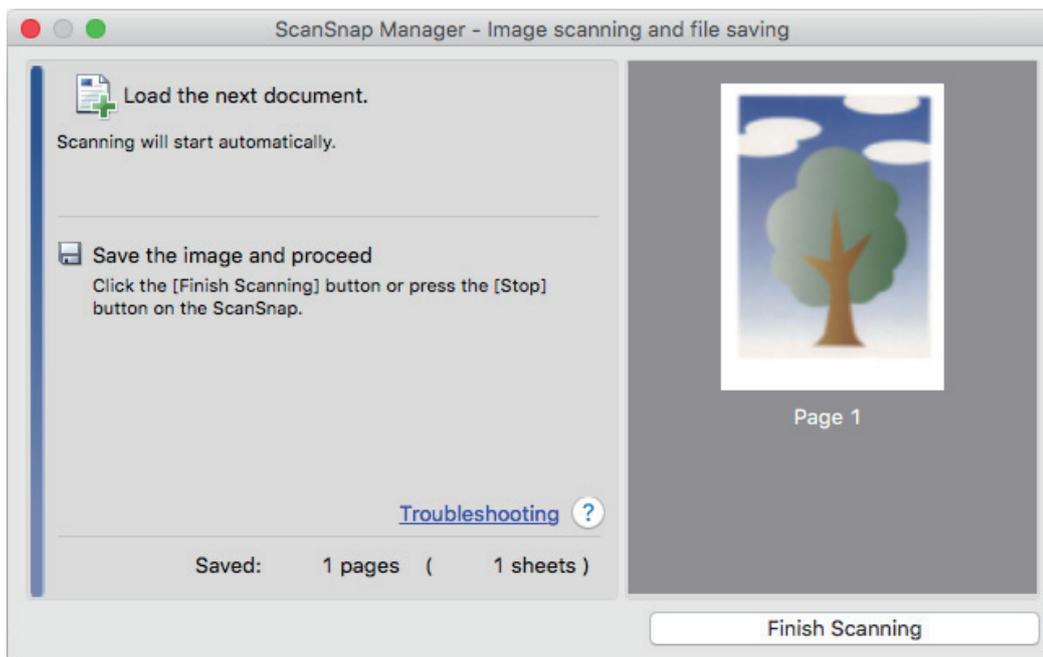 ScanSnap Manager - Image scanning and file saving
Load the next document.
Scanning will start automatically.
Save the image and proceed
Click the [Finish Scanning] button or press the [Stop]
button on the ScanSnap.
Troubleshooting ?
Saved: 1 pages ( 1 sheets )
Page 1
Finish Scanning